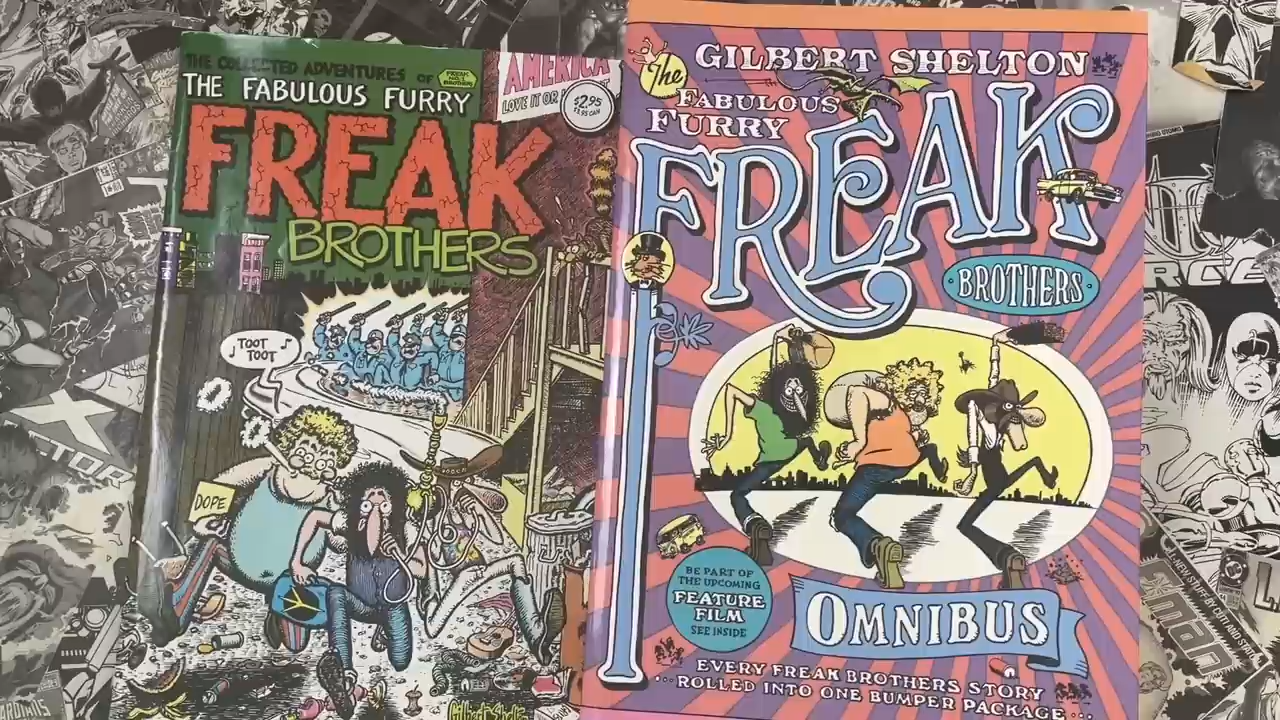 THE COLLECTED ADVENTURES OF
THE FABULOUS FURRY
FREAK
BROTHERS
AMERICA
LOVE IT OR
$2.95
TOOT
TOOT
DOPE
Gilbert
GILBERT SHELTON
The
FABULOUS
FURRY
FREAK
BROTHERS
BE PART OF
THE UPCOMING
FEATURE
FILM
SEE INSIDE
OMNIBUS
EVERY FREAK BROTHERS STORY
...ROLLED INTO ONE BUMPER PACKAGE...
X
RCE